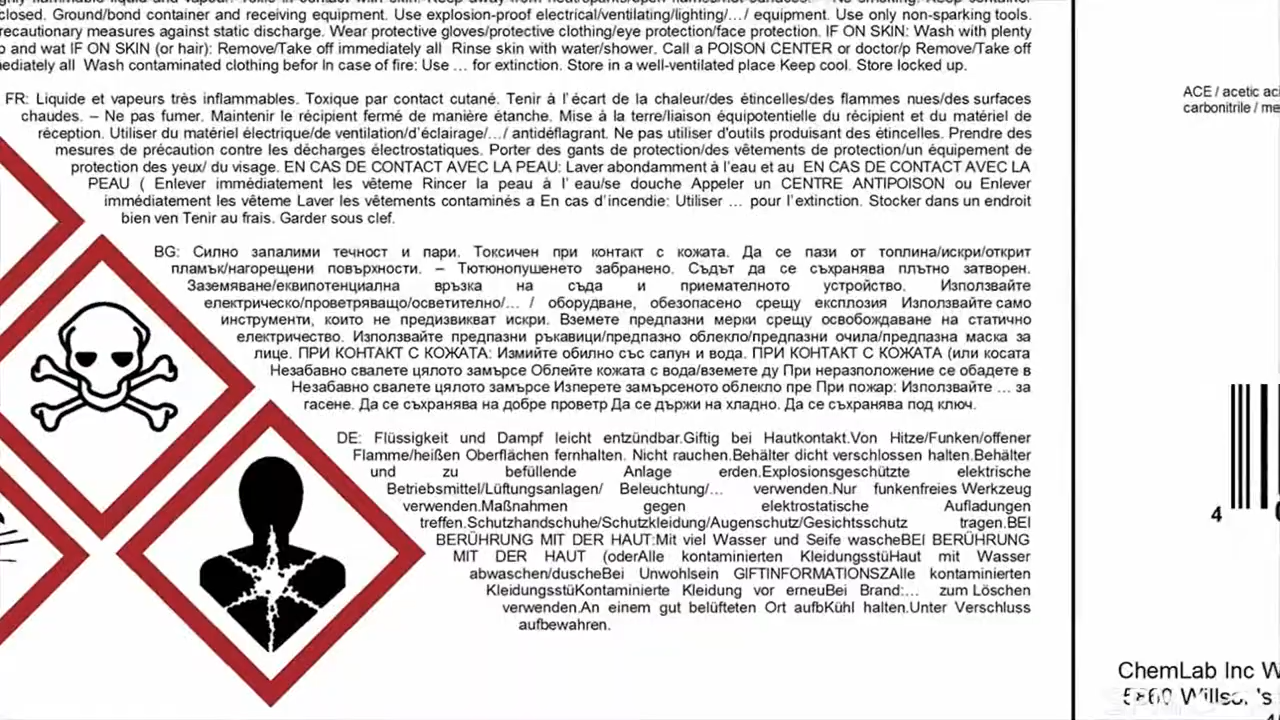 closed. Ground/bond container and receiving equipment. Use explosion-proof electrical/ventilating/lighting/.../ equipment. Use only non-sparking tools.
recautionary measures against static discharge. Wear protective gloves/protective clothing/eye protection/face protection. IF ON SKIN: Wash with plenty
p and wat IF ON SKIN (or hair): Remove/Take off immediately all Rinse skin with water/shower. Call a POISON CENTER or doctor/p Remove/Take off
mediately all Wash contaminated clothing befor In case of fire: Use ... for extinction. Store in a well-ventilated place Keep cool. Store locked up.
FR: Liquide et vapeurs très inflammables. Toxique par contact cutané. Tenir à l'écart de la chaleur/des étincelles/des flammes nues/des surfaces
chaudes. – Ne pas fumer. Maintenir le récipient fermé de manière étanche. Mise à la terre/liaison équipotentielle du récipient et du matériel de
réception. Utiliser du matériel électrique/de ventilation/d'éclairage/.../ antidéflagrant. Ne pas utiliser d'outils produisant des étincelles. Prendre des
mesures de précaution contre les décharges électrostatiques. Porter des gants de protection/des vêtements de protection/un équipement de
protection des yeux/ du visage. EN CAS DE CONTACT AVEC LA PEAU: Laver abondamment à l'eau et au EN CAS DE CONTACT AVEC LA
PEAU ( Enlever immédiatement les vêteme Rincer la peau à l'eau/se douche Appeler un CENTRE ANTIPOISON ou Enlever
immédiatement les vêteme Laver les vêtements contaminés a En cas d'incendie: Utiliser ... pour l'extinction. Stocker dans un endroit
bien ven Tenir au frais. Garder sous clef.
BG: Силно запалими течност и пари. Токсичен при контакт с кожата. Да се пази от топлина/искри/открит
пламък/нагорещени повърхности. – Тютюнопушенето забранено. Съдът да се съхранява плътно затворен.
Заземяване/еквипотенциална връзка на съда и приемателното устройство. Използвайте
електрическо/проветряващо/осветително/... / оборудване, обезопасено срещу експлозия Използвайте само
инструменти, които не предизвикват искри. Вземете предпазни мерки срещу освобождаване на статично
електричество. Използвайте предпазни ръкавици/предпазно облекло/предпазни очила/предпазна маска за
лице. ПРИ КОНТАКТ С КОЖАТА: Измийте обилно със сапун и вода. ПРИ КОНТАКТ С КОЖАТА (или косата
Незабавно свалете цялото замърсе Облейте кожата с вода/вземете ду При неразположение се обадете в
Незабавно свалете цялото замърсе Изперете замърсеното облекло пре При пожар: Използвайте ... за
гасене. Да се съхранява на добре проветр Да се държи на хладно. Да се съхранява под ключ.
DE: Flüssigkeit und Dampf leicht entzündbar.Giftig bei Hautkontakt.Von Hitze/Funken/offener
Flamme/heißen Oberflächen fernhalten. Nicht rauchen.Behälter dicht verschlossen halten.Behälter
und zu befüllende Anlage erden.Explosionsgeschützte elektrische
Betriebsmittel/Lüftungsanlagen/ Beleuchtung/... verwenden.Nur funkenfreies Werkzeug
verwenden.Maßnahmen gegen elektrostatische Aufladungen
treffen.Schutzhandschuhe/Schutzkleidung/Augenschutz/Gesichtsschutz tragen.BEI
BERÜHRUNG MIT DER HAUT:Mit viel Wasser und Seife wascheBEI BERÜHRUNG
MIT DER HAUT (oderAlle kontaminierten KleidungsstüHaut mit Wasser
abwaschen/duscheBei Unwohlsein GIFTINFORMATIONSZAlle kontaminierten
KleidungsstüKontaminierte Kleidung vor erneuBei Brand:... zum Löschen
verwenden.An einem gut belüfteten Ort aufbKühl halten.Unter Verschluss
aufbewahren.
ACE / acetic aci
carbonitrile / me
4
ChemLab Inc W